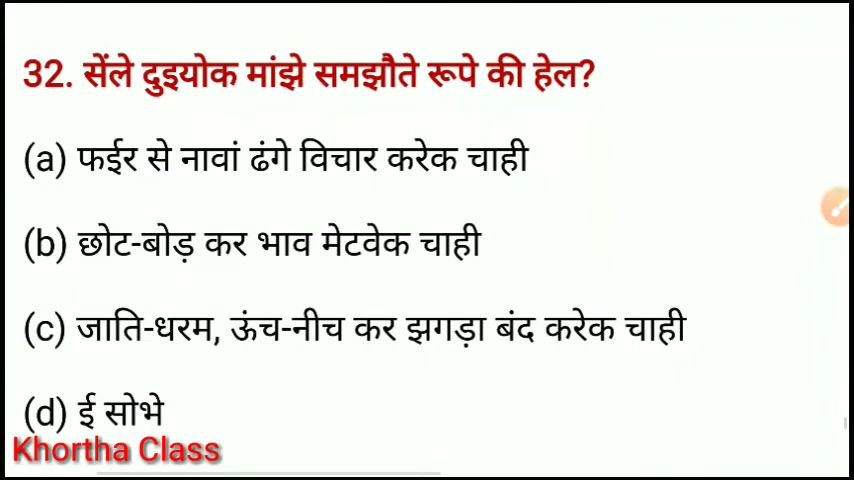 32. सेंले दुइयोक मांझे समझौते रूपे की हेल?
(a) फईर से नावां ढंगे विचार करेक चाही
(b) छोट-बोड़ कर भाव मेटवेक चाही
(c) जाति-धरम, ऊंच-नीच कर झगड़ा बंद करेक चाही
(d) ई सोभे
Khortha Class